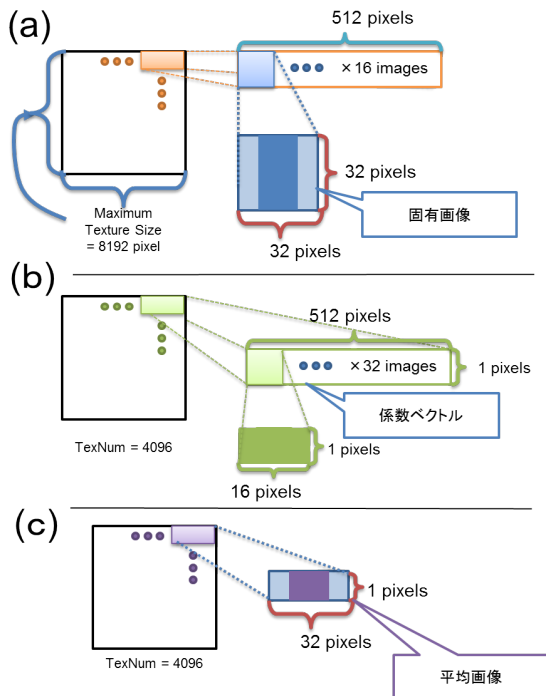 (a)
512 pixels
×16 images
32 pixels
固有画像
Maximum
Texture Size
= 8192 pixel
32 pixels
(b)
512 pixels
×32 images
1 pixels
係数ベクトル
TexNum = 4096
1 pixels
16 pixels
(c)
1 pixels
32 pixels
TexNum = 4096
平均画像